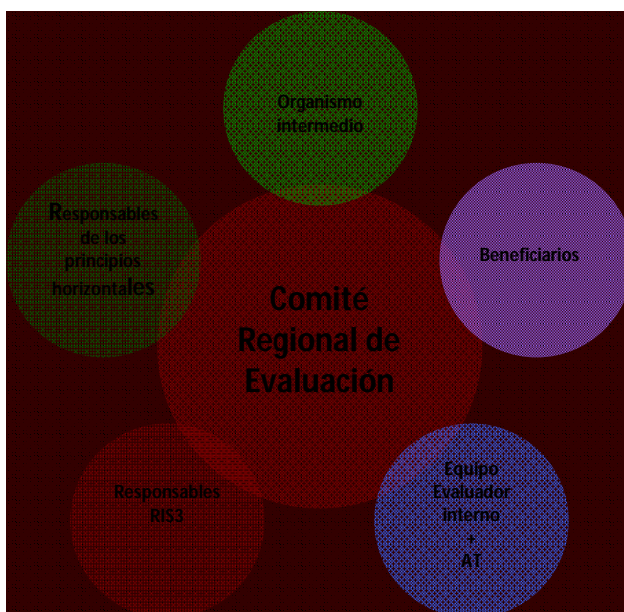 Organismo
intermedio
Responsables
de los
principios
horizontales
Beneficiarios
Comité
Regional de
Evaluación
Responsables
RIS3
Equipo
Evaluador
interno
+
AT